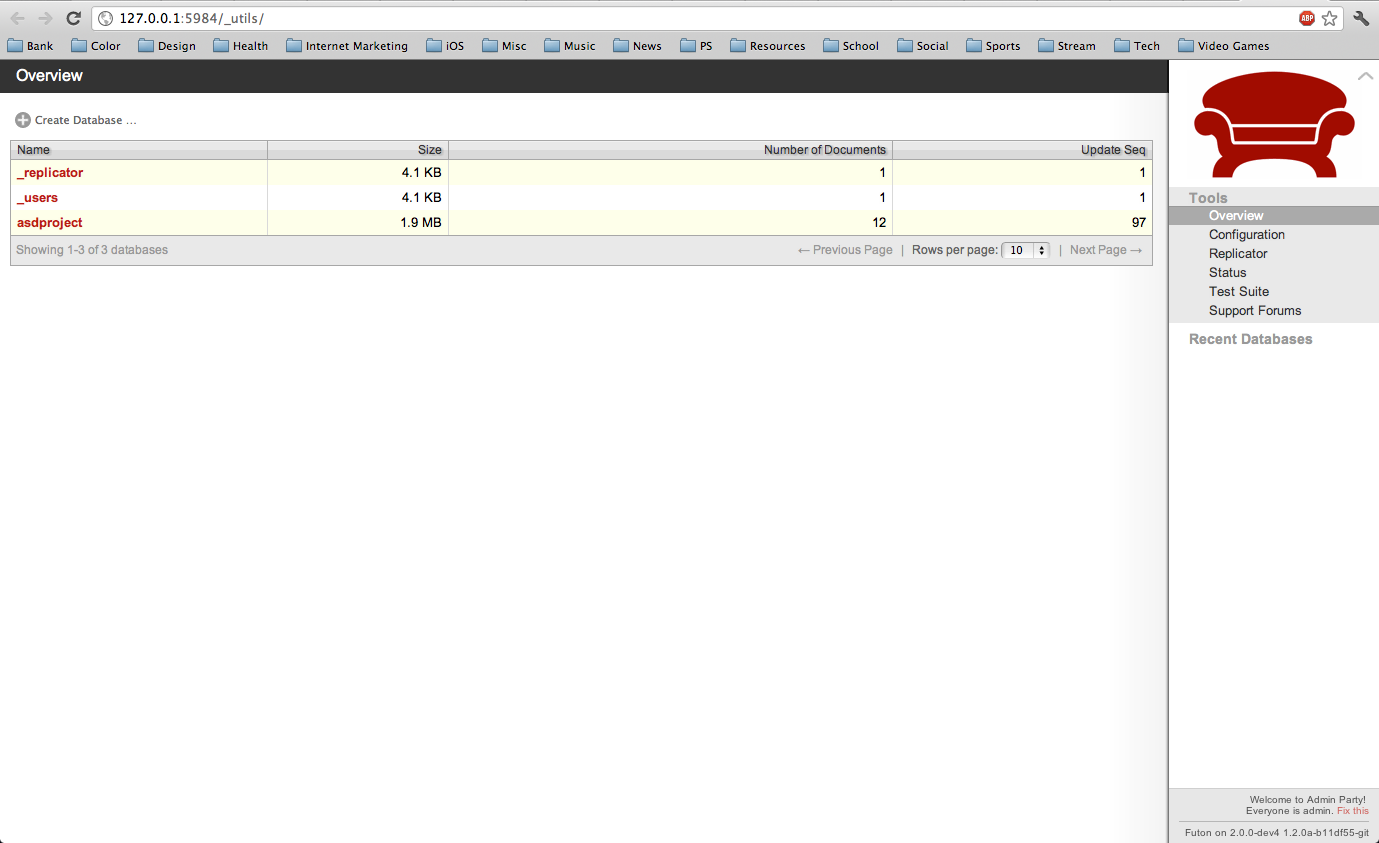 127.0.0.1:5984/_utils/ ABP
Bank Color Design Health Internet Marketing iOS Misc Music News PS Resources School Social Sports Stream Tech Video Games
Overview
Create Database ...
Name Size Number of Documents Update Seq
_replicator 4.1 KB 1 1
_users 4.1 KB 1 1
asdproject 1.9 MB 12 97
Showing 1-3 of 3 databases ← Previous Page | Rows per page: 10 | Next Page →
Tools
Overview
Configuration
Replicator
Status
Test Suite
Support Forums
Recent Databases
Welcome to Admin Party!
Everyone is admin. Fix this
Futon on 2.0.0-dev4 1.2.0a-b11df55-git